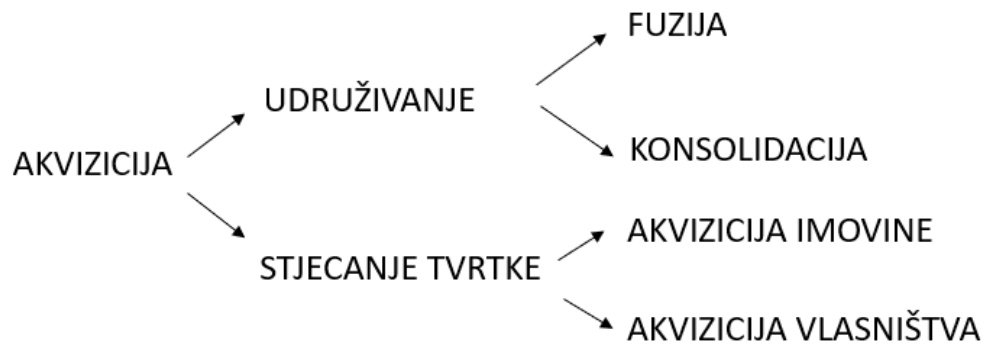 AKVIZICIJA
UDRUŽIVANJE
FUZIJA
KONSOLIDACIJA
STJECANJE TVRTKE
AKVIZICIJA IMOVINE
AKVIZICIJA VLASNIŠTVA